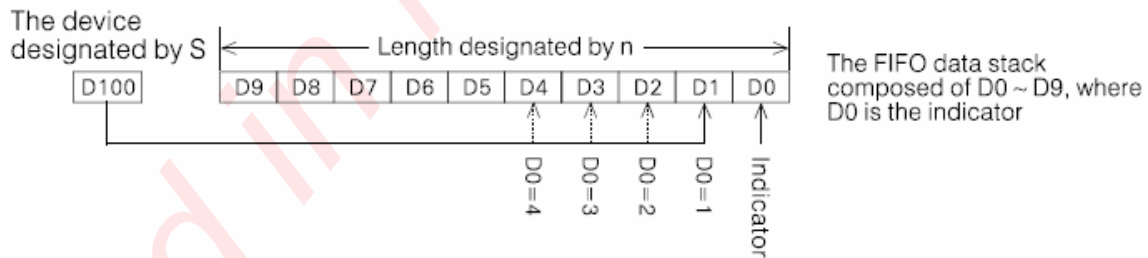 The device
designated by S
Length designated by n
D100
D9 D8 D7 D6 D5 D4 D3 D2 D1 D0
The FIFO data stack
composed of D0 ~ D9, where
D0 is the indicator
D0=4
D0=3
D0=2
D0=1
Indicator